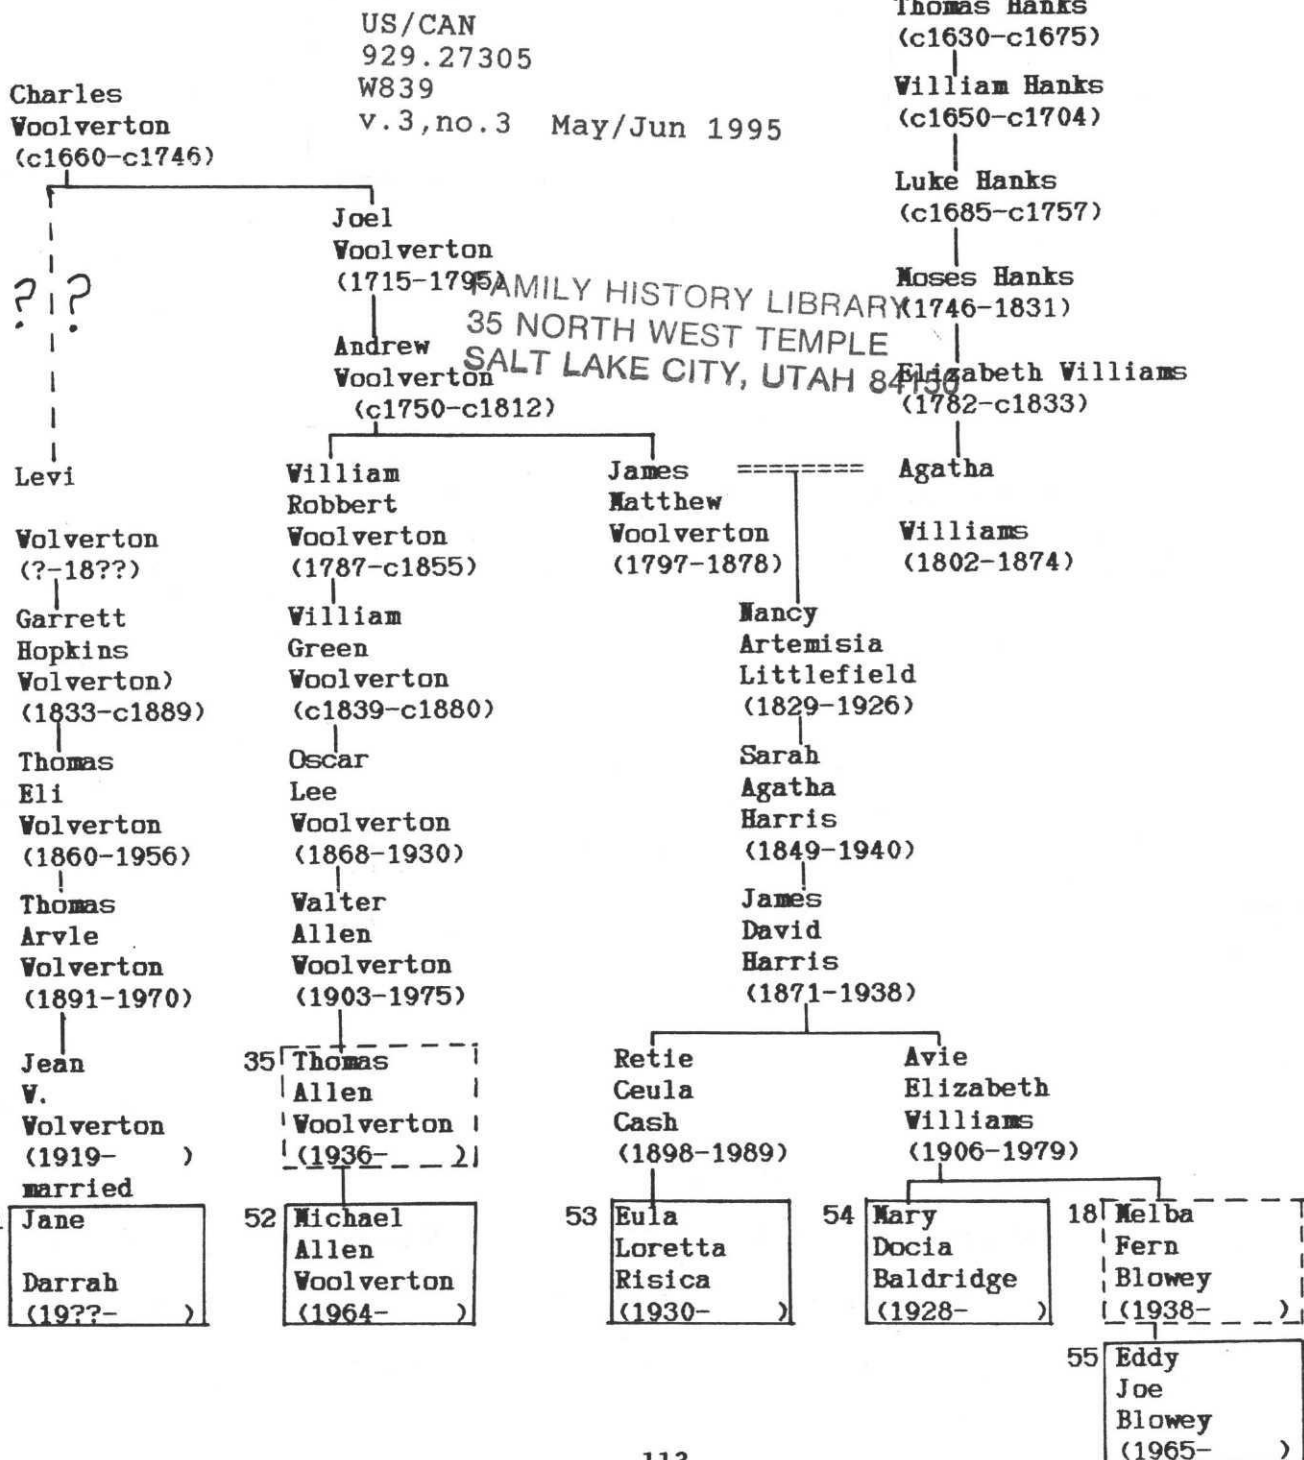 US/CAN
929.27305
W839
v.3,no.3 May/Jun 1995
Thomas Hanks
(c1630-c1675)
William Hanks
(c1650-c1704)
Luke Hanks
(c1685-c1757)
Moses Hanks
(1746-1831)
Elizabeth Williams
(1782-c1833)
Agatha
Williams
(1802-1874)
Charles
Woolverton
(c1660-c1746)
? ?
Joel
Woolverton
(1715-1795)
FAMILY HISTORY LIBRARY
35 NORTH WEST TEMPLE
SALT LAKE CITY, UTAH 84150
Andrew
Woolverton
(c1750-c1812)
Levi
Wolverton
(?-18??)
Garrett
Hopkins
Wolverton)
(1833-c1889)
Thomas
Eli
Wolverton
(1860-1956)
Thomas
Arvle
Wolverton
(1891-1970)
Jean
W.
Wolverton
(1919- )
married
Jane
Darrah
(19??- )
William
Robbert
Woolverton
(1787-c1855)
William
Green
Woolverton
(c1839-c1880)
Oscar
Lee
Woolverton
(1868-1930)
Walter
Allen
Woolverton
(1903-1975)
35 Thomas
Allen
Woolverton
(1936- )
52 Michael
Allen
Woolverton
(1964- )
James ========
Matthew
Woolverton
(1797-1878)
Nancy
Artemisia
Littlefield
(1829-1926)
Sarah
Agatha
Harris
(1849-1940)
James
David
Harris
(1871-1938)
Retie
Ceula
Cash
(1898-1989)
53 Eula
Loretta
Risica
(1930- )
Avie
Elizabeth
Williams
(1906-1979)
54 Mary
Docia
Baldridge
(1928- )
18 Melba
Fern
Blowey
(1938- )
55 Eddy
Joe
Blowey
(1965- )
113